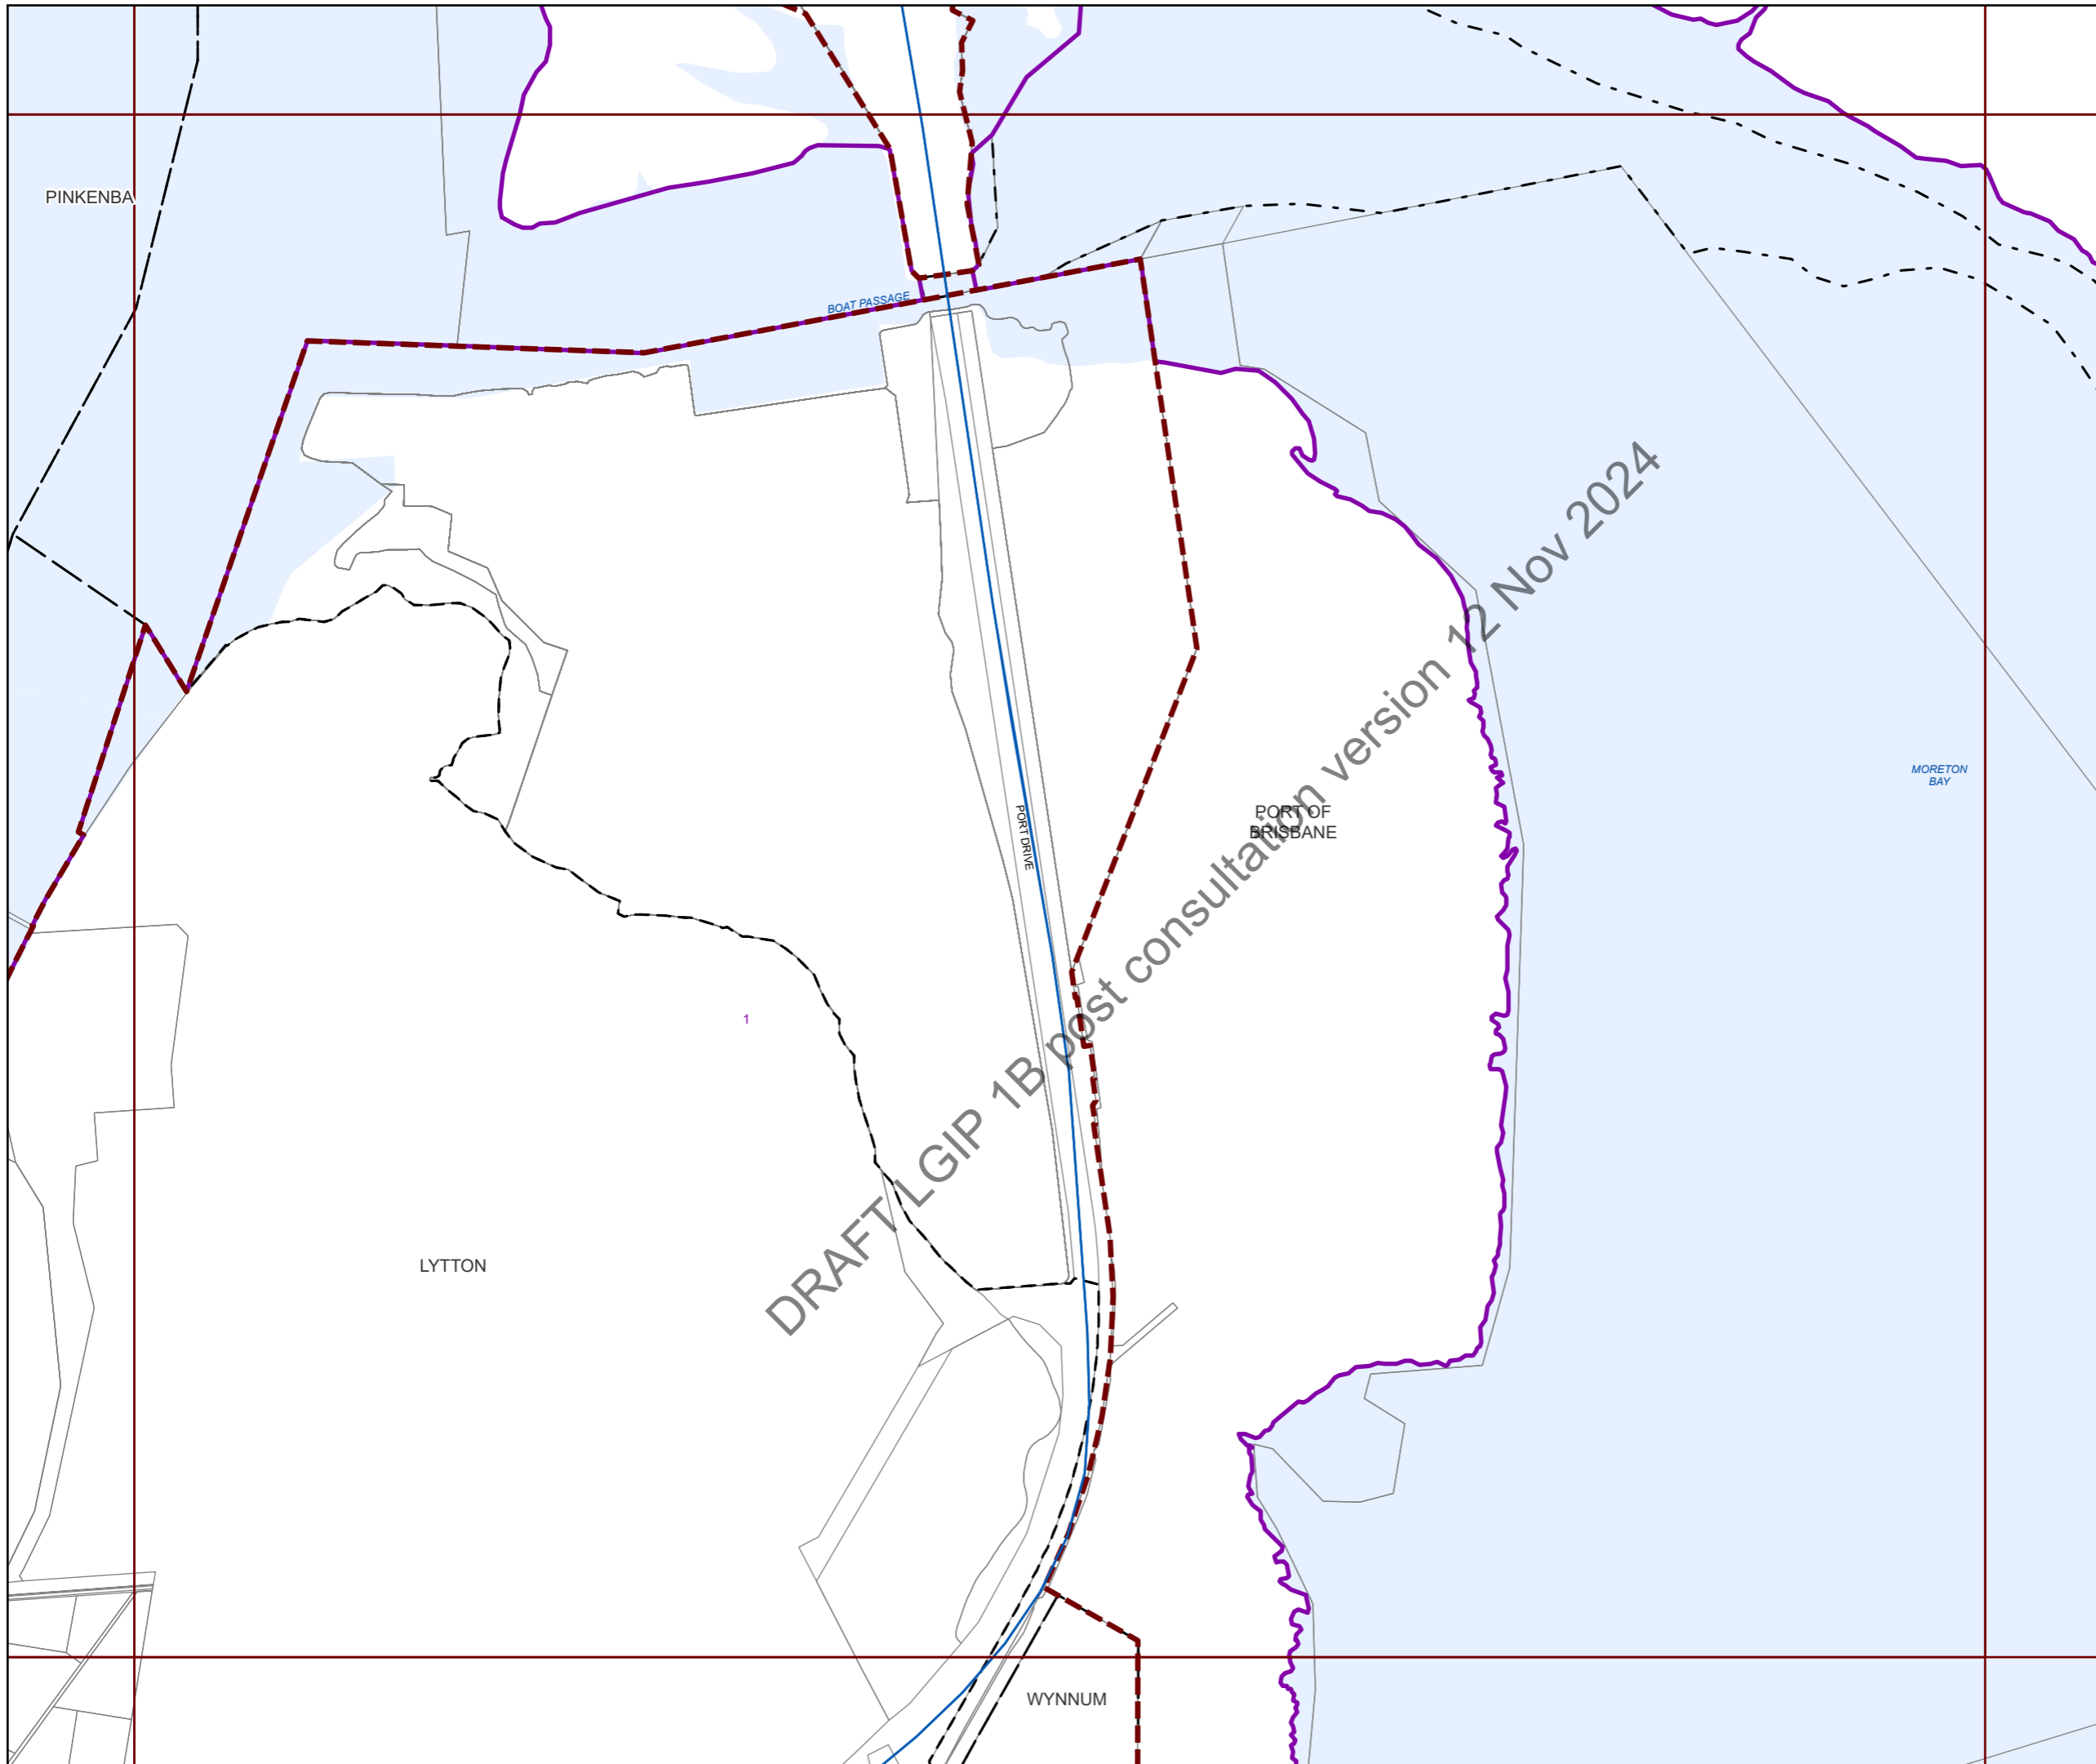 PINKENBA
BOAT PASSAGE
MORETON
BAY
PORT DRIVE
PORT OF
BRISBANE
1
LYTTON
DRAFT LGIP 1B post consultation version 12 Nov 2024
WYNNUM